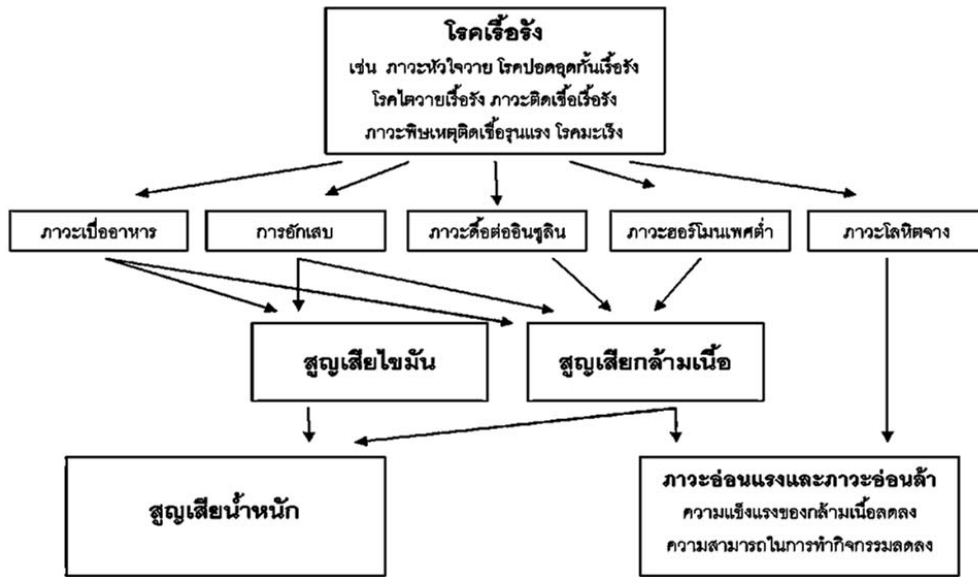 โรคเรื้อรัง
เช่น ภาวะหัวใจวาย โรคปอดอุดกั้นเรื้อรัง
โรคไตวายเรื้อรัง ภาวะติดเชื้อเรื้อรัง
ภาวะพิษเหตุติดเชื้อรุนแรง โรคมะเร็ง
ภาวะเบื่ออาหาร
การอักเสบ
ภาวะดื้อต่ออินซูลิน
ภาวะฮอร์โมนเพศต่ำ
ภาวะโลหิตจาง
สูญเสียไขมัน
สูญเสียกล้ามเนื้อ
สูญเสียน้ำหนัก
ภาวะอ่อนแรงและภาวะอ่อนล้า
ความแข็งแรงของกล้ามเนื้อลดลง
ความสามารถในการทำกิจกรรมลดลง